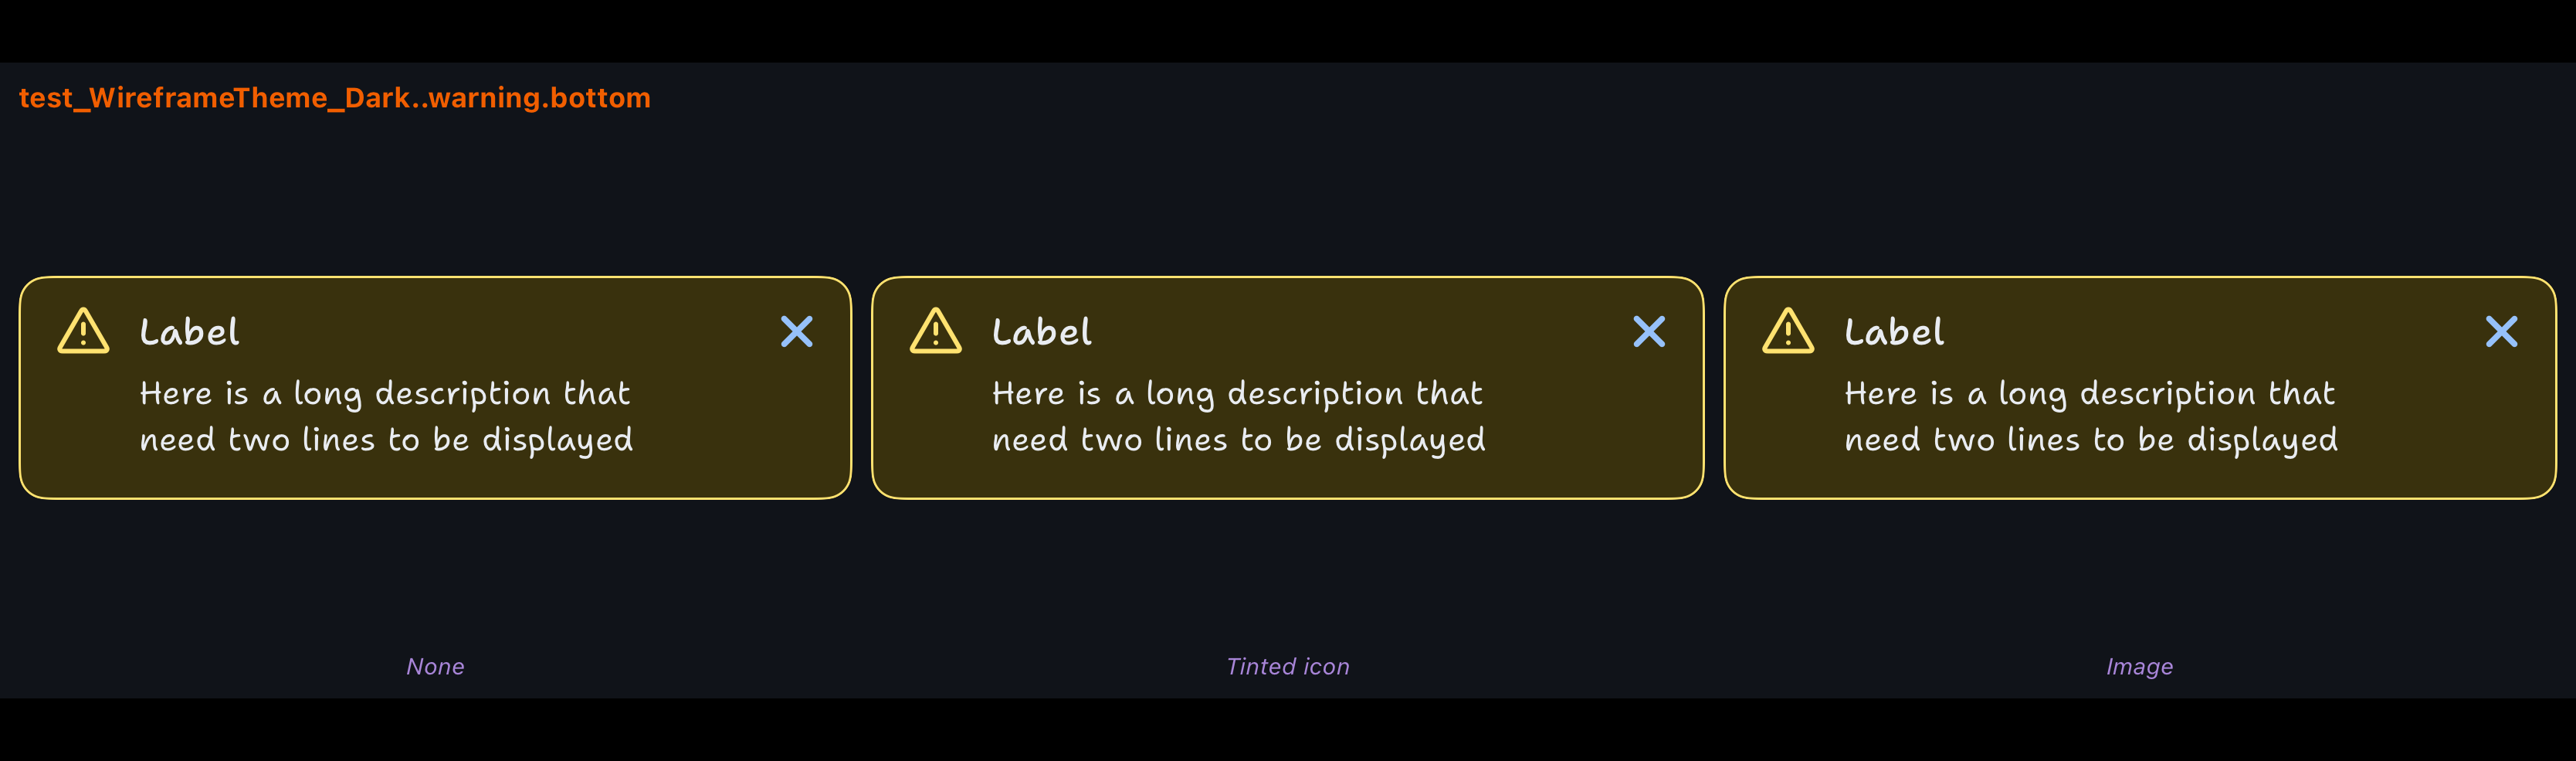 test_WireframeTheme_Dark..warning.bottom
Label
Here is a long description that
need two lines to be displayed
Label
Here is a long description that
need two lines to be displayed
Label
Here is a long description that
need two lines to be displayed
None
Tinted icon
Image